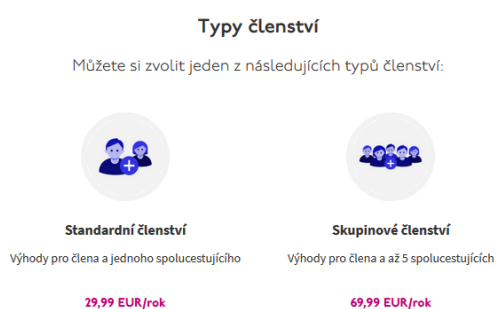 Typy členství
Můžete si zvolit jeden z následujících typů členství:
Standardní členství
Výhody pro člena a jednoho spolucestujícího
29,99 EUR/rok
Skupinové členství
Výhody pro člena a až 5 spolucestujících
69,99 EUR/rok